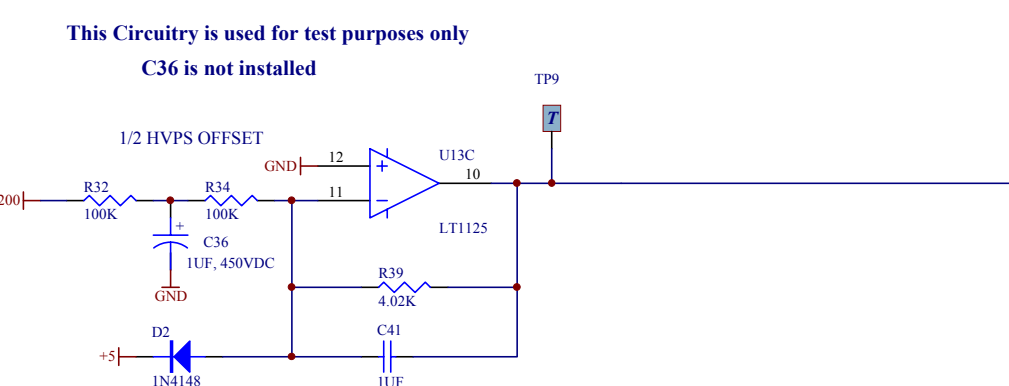 This Circuitry is used for test purposes only
C36 is not installed
TP9
T
1/2 HVPS OFFSET
GND
12
U13C
10
+
R32
R34
11
−
200
100K
100K
LT1125
+
C36
1UF, 450VDC
GND
R39
4.02K
D2
C41
+5
1N4148
1UF